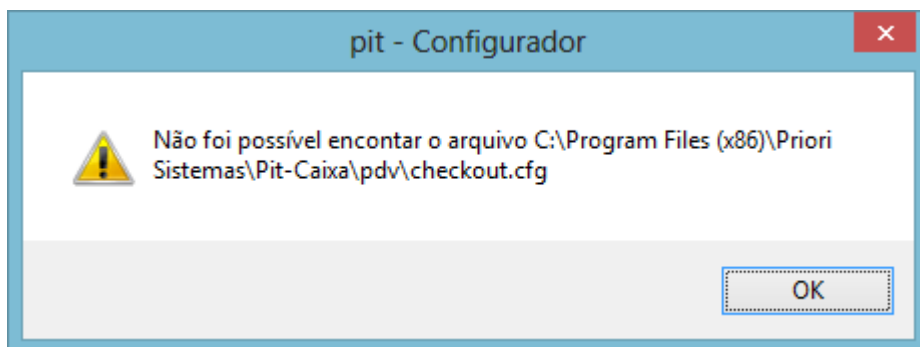 pit - Configurador
Não foi possível encontar o arquivo C:\Program Files (x86)\Priori
Sistemas\Pit-Caixa\pdv\checkout.cfg
OK